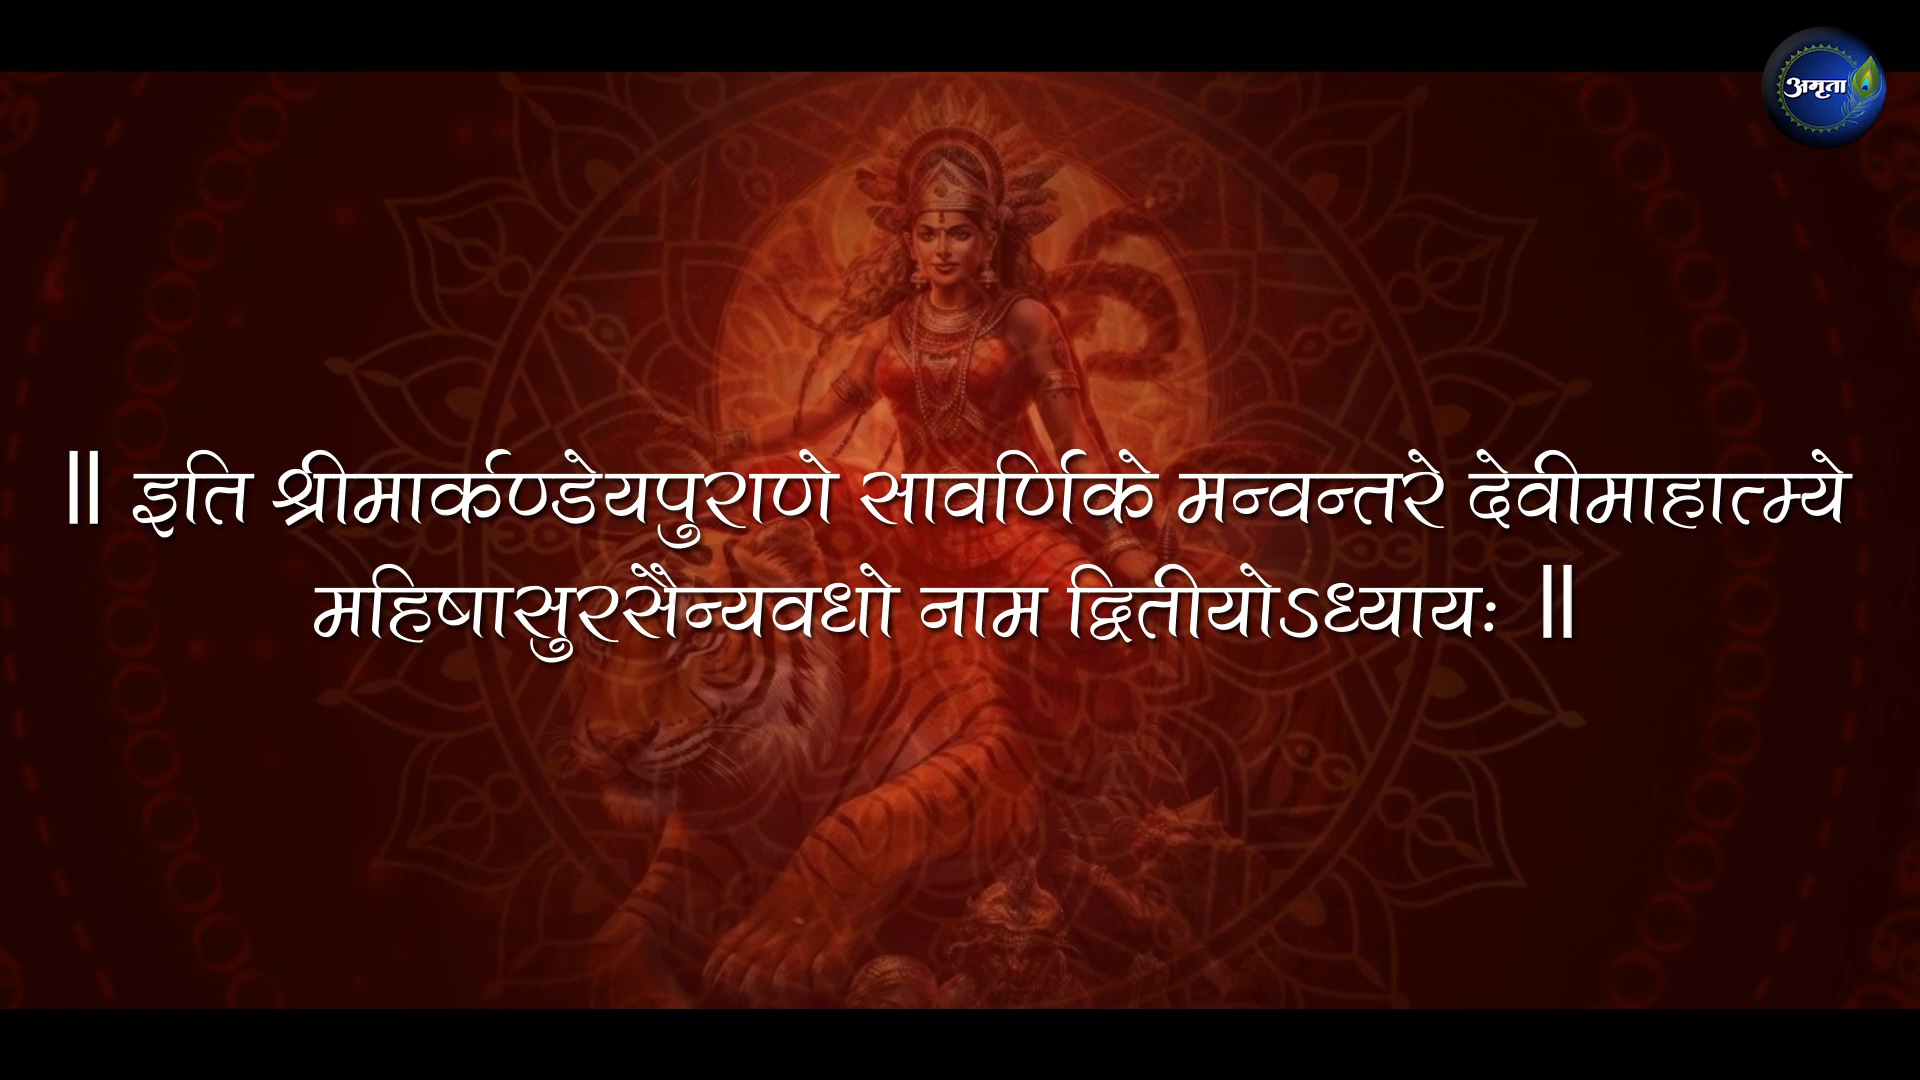 अमृता
॥ इति श्रीमार्कण्डेयपुराणे सावर्णिके मन्वन्तरे देवीमाहात्म्ये
महिषासुरसैन्यवधो नाम द्वितीयोऽध्यायः ॥